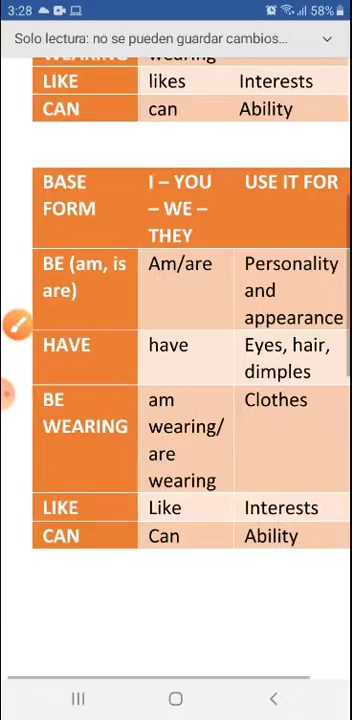 3:28 58%
Solo lectura: no se pueden guardar cambios...
WEARING wearing
LIKE likes Interests
CAN can Ability
BASE I – YOU USE IT FOR
FORM – WE –
THEY
BE (am, is Am/are Personality
are) and
appearance
HAVE have Eyes, hair,
dimples
BE am Clothes
WEARING wearing/
are
wearing
LIKE Like Interests
CAN Can Ability